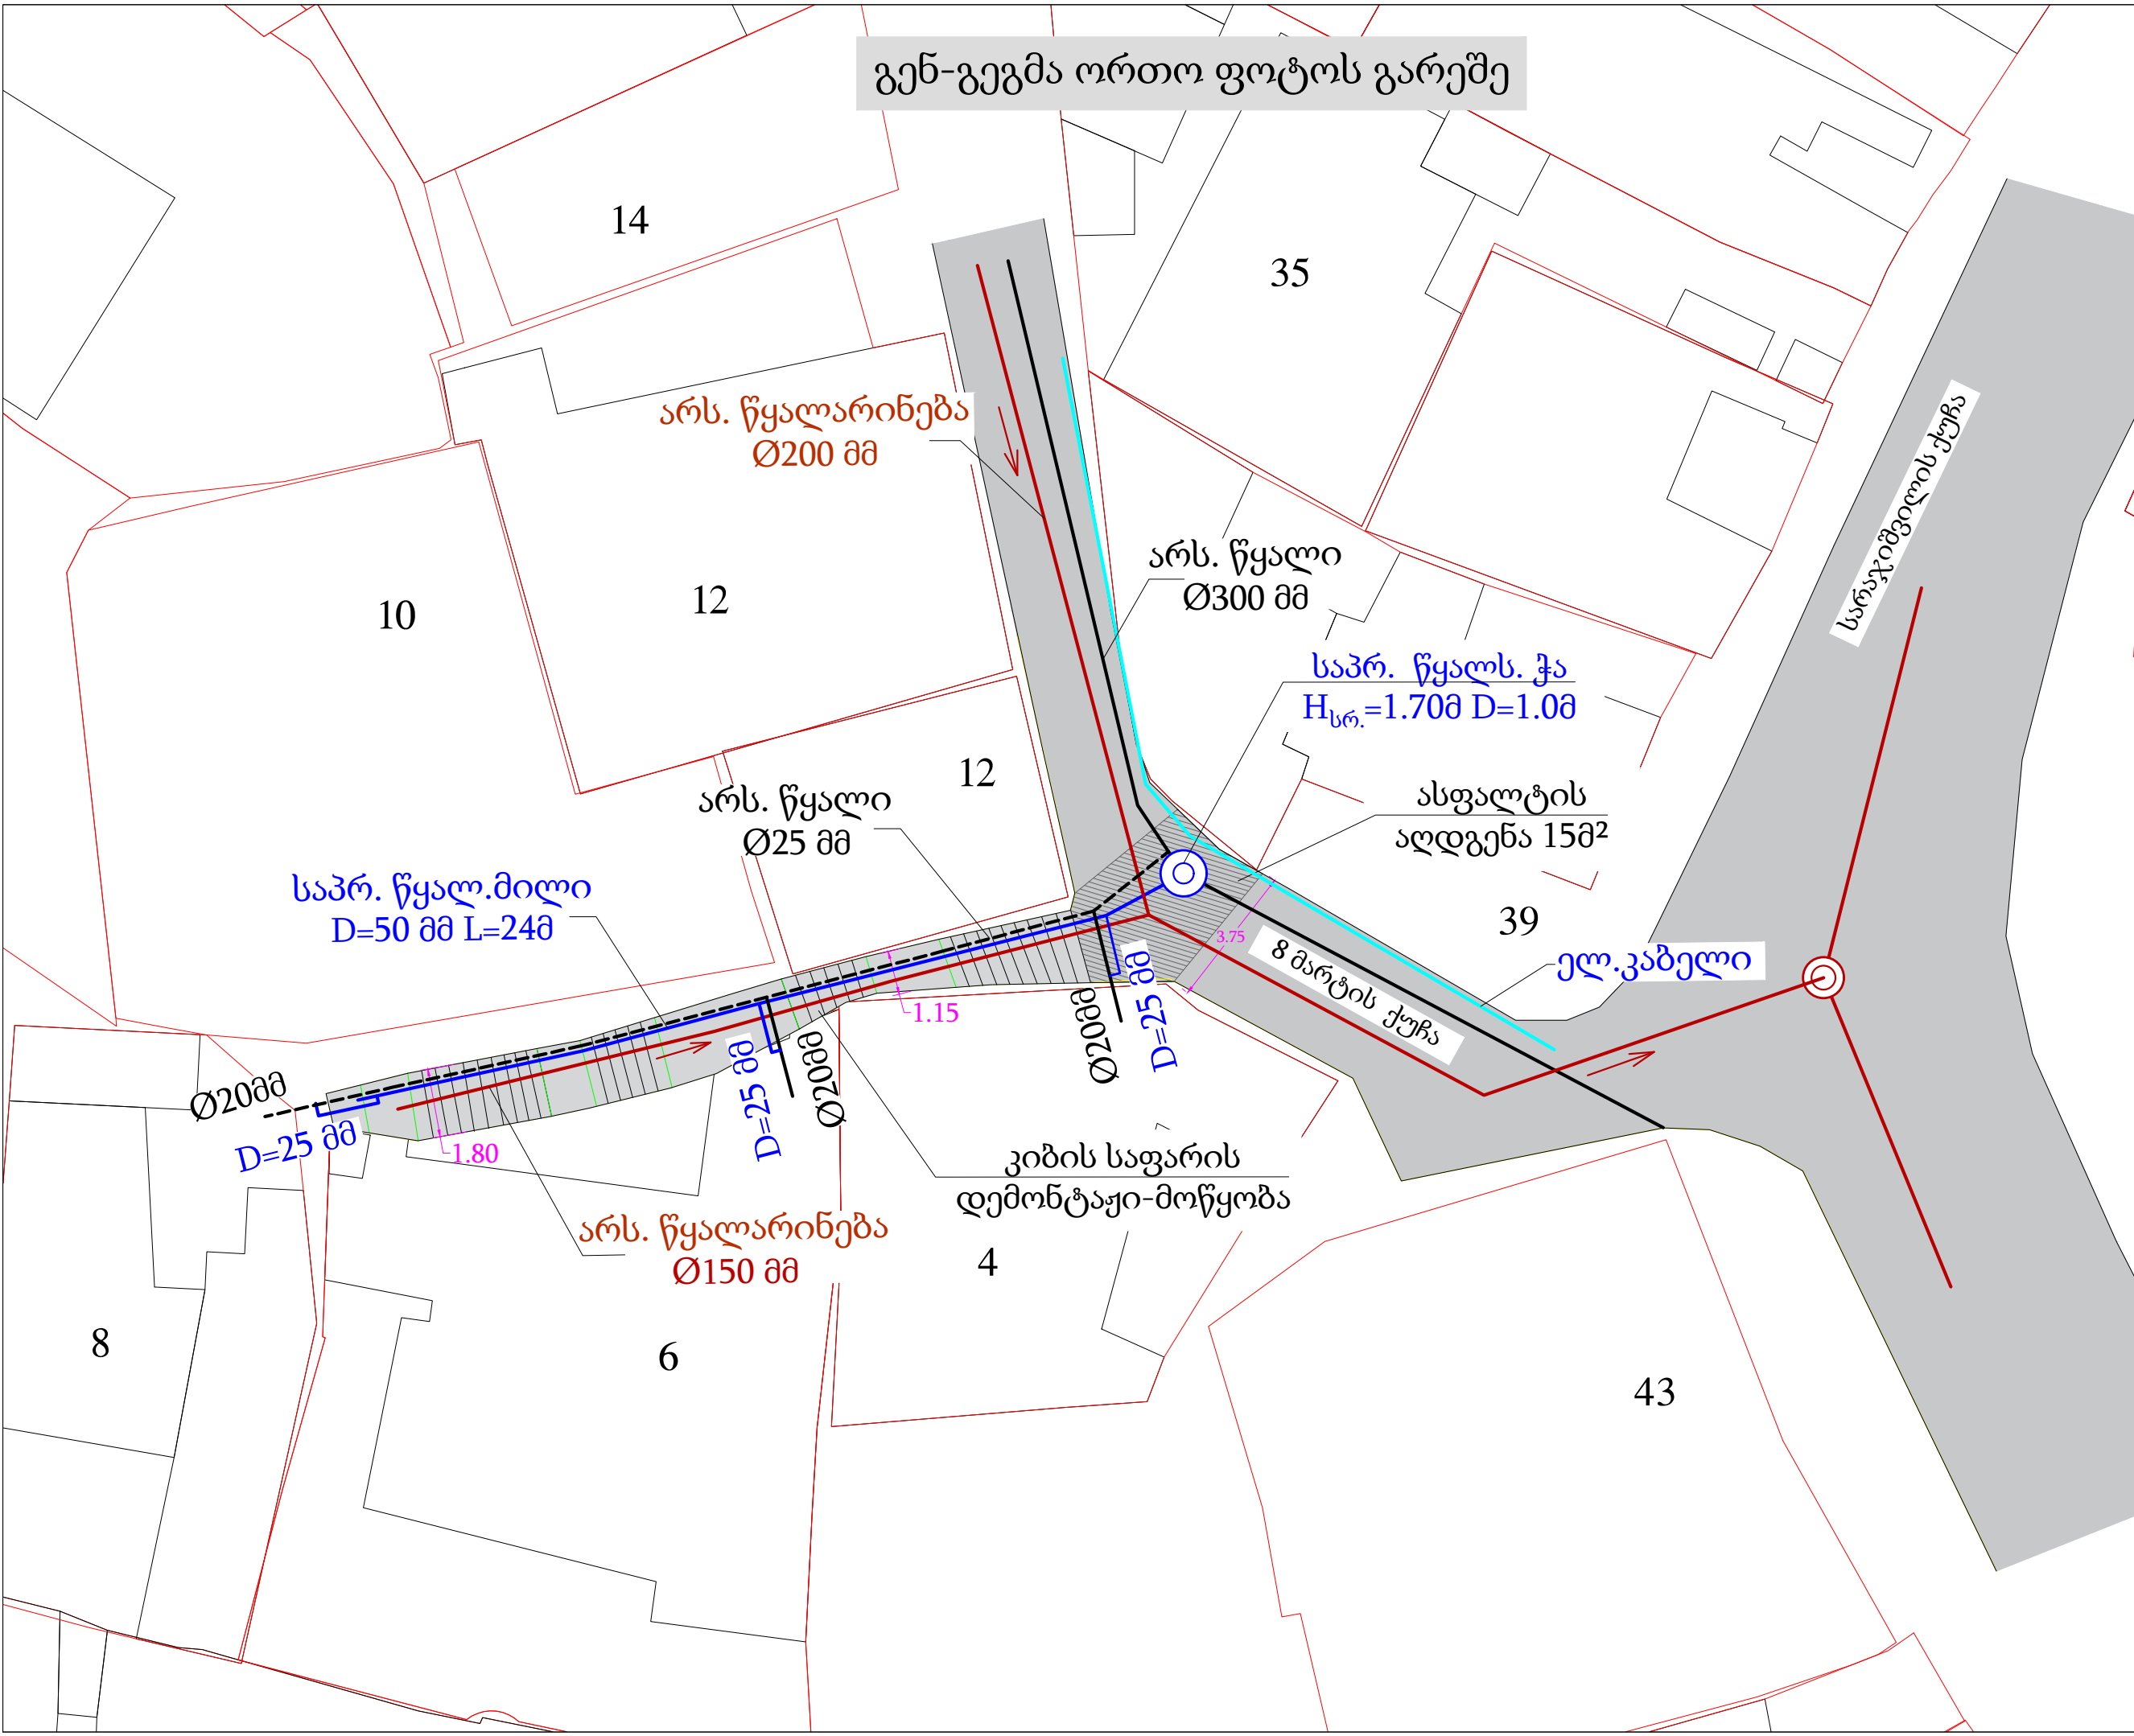 გენ-გეგმა ორთო ფოტოს გარეშე
14
35
არს. წყალარინება
Ø200 მმ
სარაჯიშვილის ქუჩა
არს. წყალი
Ø300 მმ
10
12
საპრ. წყალს. ჭა
Hსრ.=1.70მ D=1.0მ
12
არს. წყალი
Ø25 მმ
ასფალტის
აღდგენა 15მ²
საპრ. წყალ.მილი
D=50 მმ L=24მ
39
3.75
8 მარტის ქუჩა
ელ.კაბელი
1.15
Ø20მმ
D=25 მმ
Ø20მმ
D=25 მმ
Ø20მმ
D=25 მმ
1.80
კიბის საფარის
დემონტაჟი-მოწყობა
არს. წყალარინება
Ø150 მმ
4
8
6
43